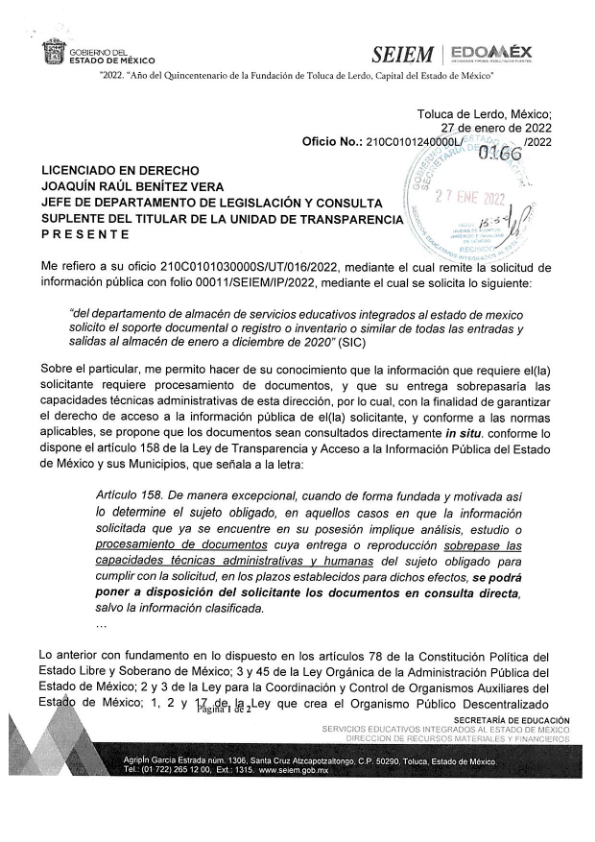 GOBIERNO DEL
ESTADO DE MÉXICO
SEIEM
EDOMÉX
"2022. "Año del Quincentenario de la Fundación de Toluca de Lerdo, Capital del Estado de México"
Toluca de Lerdo, México;
27 de enero de 2022
Oficio No.: 210C0101240000L/ 0166 /2022
27 ENE 2022
RECIBIDO
LICENCIADO EN DERECHO
JOAQUÍN RAÚL BENÍTEZ VERA
JEFE DE DEPARTAMENTO DE LEGISLACIÓN Y CONSULTA
SUPLENTE DEL TITULAR DE LA UNIDAD DE TRANSPARENCIA
P R E S E N T E
Me refiero a su oficio 210C0101030000S/UT/016/2022, mediante el cual remite la solicitud de
información pública con folio 00011/SEIEM/IP/2022, mediante el cual se solicita lo siguiente:
"del departamento de almacén de servicios educativos integrados al estado de mexico
solicito el soporte documental o registro o inventario o similar de todas las entradas y
salidas al almacén de enero a diciembre de 2020" (SIC)
Sobre el particular, me permito hacer de su conocimiento que la información que requiere el(la)
solicitante requiere procesamiento de documentos, y que su entrega sobrepasaría las
capacidades técnicas administrativas de esta dirección, por lo cual, con la finalidad de garantizar
el derecho de acceso a la información pública de el(la) solicitante, y conforme a las normas
aplicables, se propone que los documentos sean consultados directamente in situ. conforme lo
dispone el artículo 158 de la Ley de Transparencia y Acceso a la Información Pública del Estado
de México y sus Municipios, que señala a la letra:
Artículo 158. De manera excepcional, cuando de forma fundada y motivada así
lo determine el sujeto obligado, en aquellos casos en que la información
solicitada que ya se encuentre en su posesión implique análisis, estudio o
procesamiento de documentos cuya entrega o reproducción sobrepase las
capacidades técnicas administrativas y humanas del sujeto obligado para
cumplir con la solicitud, en los plazos establecidos para dichos efectos, se podrá
poner a disposición del solicitante los documentos en consulta directa,
salvo la información clasificada.
...
Lo anterior con fundamento en lo dispuesto en los artículos 78 de la Constitución Política del
Estado Libre y Soberano de México; 3 y 45 de la Ley Orgánica de la Administración Pública del
Estado de México; 2 y 3 de la Ley para la Coordinación y Control de Organismos Auxiliares del
Estado de México; 1, 2 y 17 de la Ley que crea el Organismo Público Descentralizado
Página 1 de 2
SECRETARÍA DE EDUCACIÓN
SERVICIOS EDUCATIVOS INTEGRADOS AL ESTADO DE MÉXICO
DIRECCIÓN DE RECURSOS MATERIALES Y FINANCIEROS
Agripín García Estrada núm. 1306, Santa Cruz Atzcapotzaltongo, C.P. 50290, Toluca, Estado de México.
Tel.: (01 722) 265 12 00, Ext.: 1315. www.seiem.gob.mx